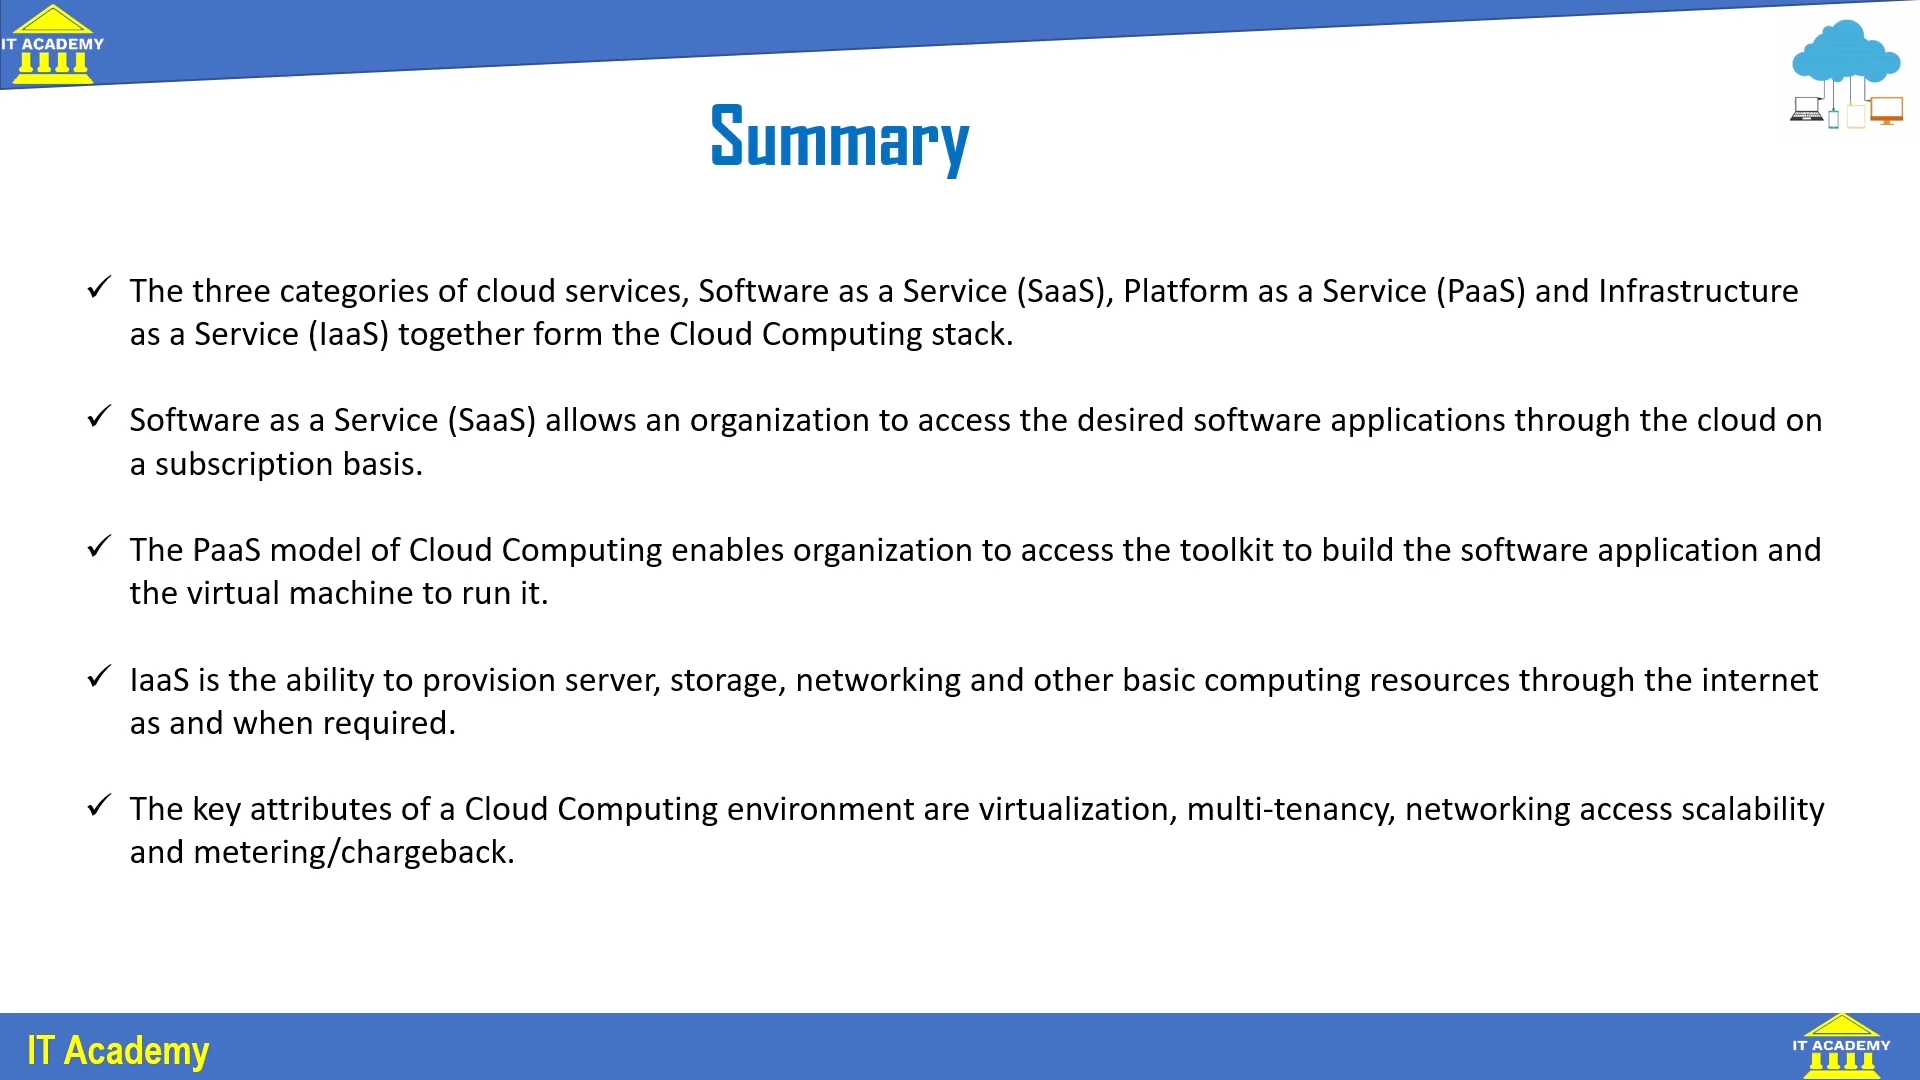 IT ACADEMY
Summary
✓ The three categories of cloud services, Software as a Service (SaaS), Platform as a Service (PaaS) and Infrastructure
as a Service (IaaS) together form the Cloud Computing stack.
✓ Software as a Service (SaaS) allows an organization to access the desired software applications through the cloud on
a subscription basis.
✓ The PaaS model of Cloud Computing enables organization to access the toolkit to build the software application and
the virtual machine to run it.
✓ IaaS is the ability to provision server, storage, networking and other basic computing resources through the internet
as and when required.
✓ The key attributes of a Cloud Computing environment are virtualization, multi-tenancy, networking access scalability
and metering/chargeback.
IT Academy
IT ACADEMY